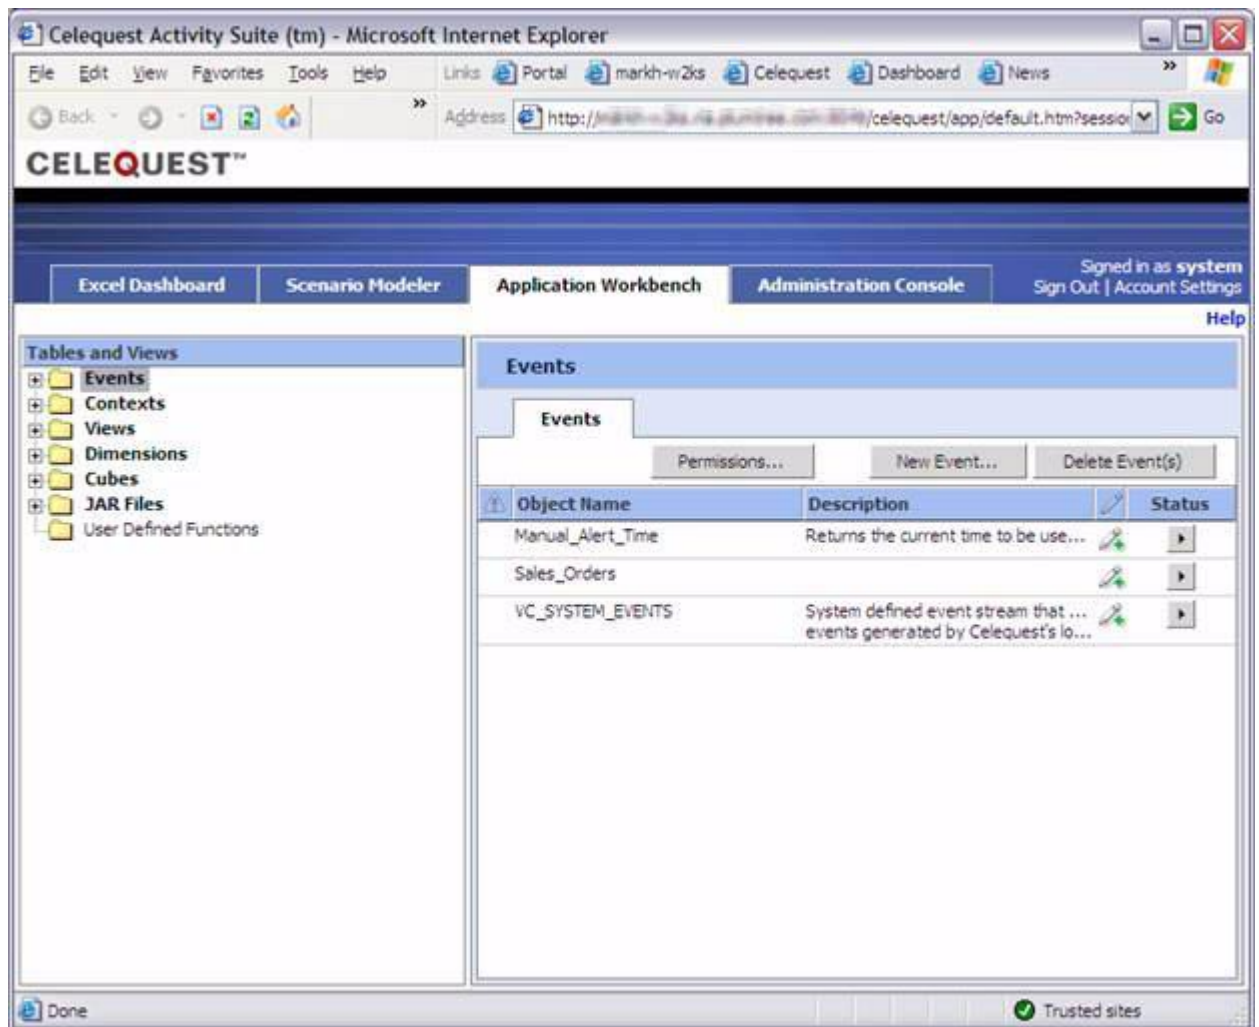 Celequest Activity Suite (tm) - Microsoft Internet Explorer
File Edit View Favorites Tools Help Links Portal markh-w2ks Celequest Dashboard News »
Back » Address http:// /celequest/app/default.htm?session Go
CELEQUEST™
Signed in as system
Excel Dashboard Scenario Modeler Application Workbench Administration Console Sign Out | Account Settings
Help
Tables and Views
Events
Contexts
Views
Dimensions
Cubes
JAR Files
User Defined Functions
Events
Events
Permissions... New Event... Delete Event(s)
Object Name Description Status
Manual_Alert_Time Returns the current time to be use...
Sales_Orders
VC_SYSTEM_EVENTS System defined event stream that ...
events generated by Celequest's lo...
Done Trusted sites